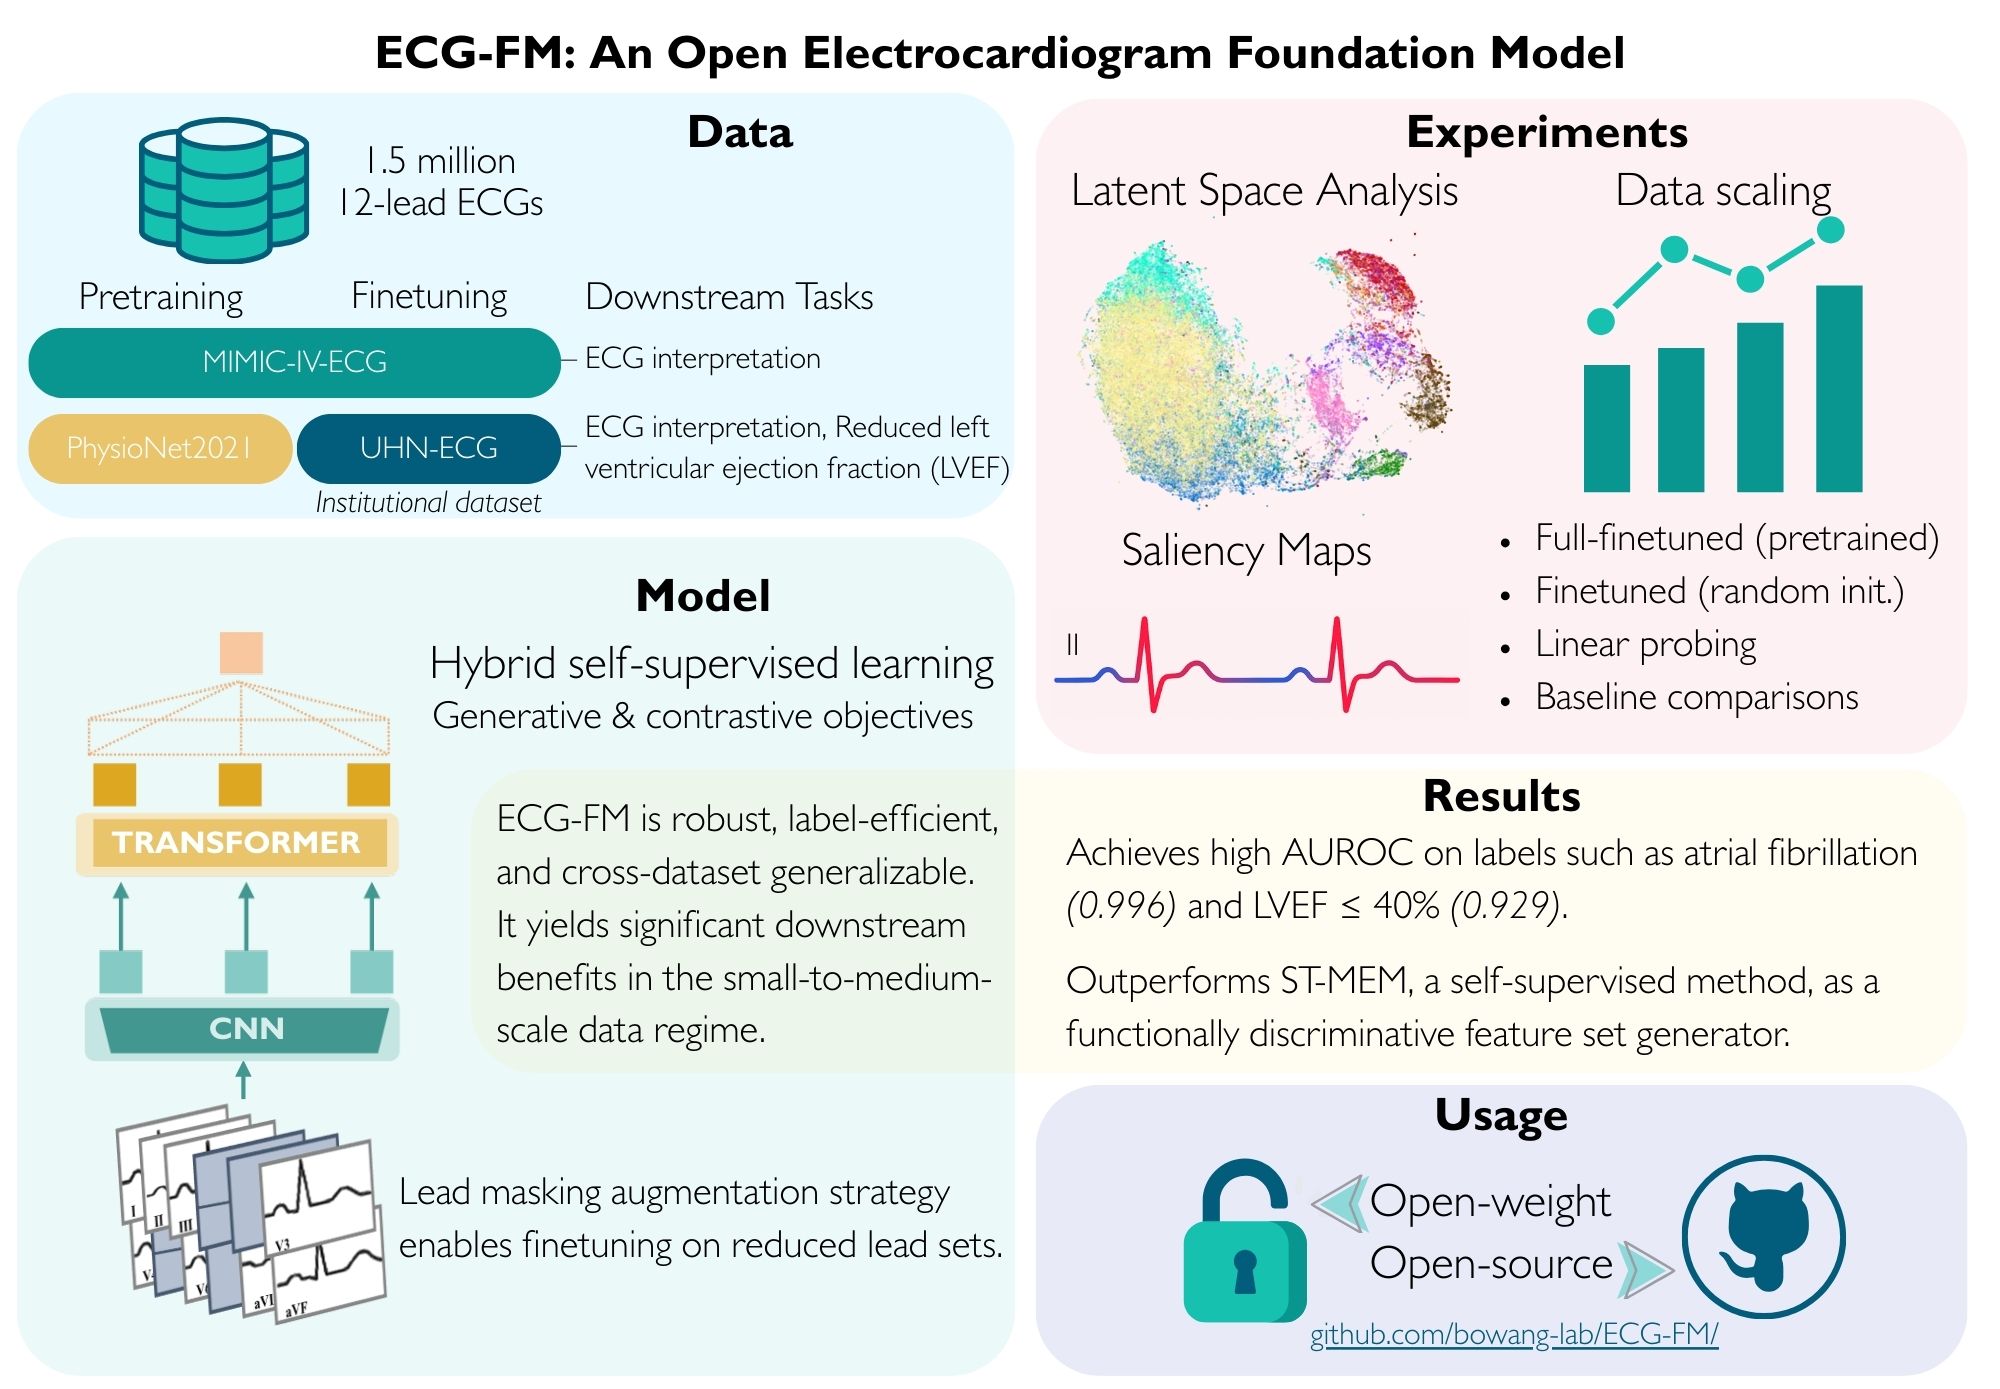 ECG-FM: An Open Electrocardiogram Foundation Model
Data
1.5 million
12-lead ECGs
Pretraining
Finetuning
Downstream Tasks
MIMIC-IV-ECG
ECG interpretation
PhysioNet2021
UHN-ECG
ECG interpretation, Reduced left
ventricular ejection fraction (LVEF)
Institutional dataset
Model
Hybrid self-supervised learning
Generative & contrastive objectives
TRANSFORMER
CNN
ECG-FM is robust, label-efficient,
and cross-dataset generalizable.
It yields significant downstream
benefits in the small-to-medium-
scale data regime.
I
II
III
V3
aVF
Lead masking augmentation strategy
enables finetuning on reduced lead sets.
Experiments
Latent Space Analysis
Data scaling
Saliency Maps
II
• Full-finetuned (pretrained)
• Finetuned (random init.)
• Linear probing
• Baseline comparisons
Results
Achieves high AUROC on labels such as atrial fibrillation
(0.996) and LVEF ≤ 40% (0.929).
Outperforms ST-MEM, a self-supervised method, as a
functionally discriminative feature set generator.
Usage
Open-weight
Open-source
github.com/bowang-lab/ECG-FM/